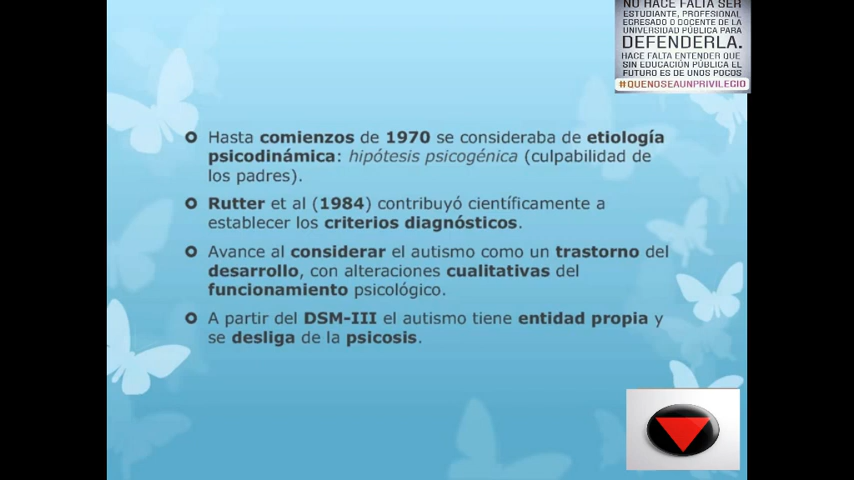 NO HACE FALTA SER
ESTUDIANTE, PROFESIONAL,
EGRESADO O DOCENTE DE LA
UNIVERSIDAD PÚBLICA PARA
DEFENDERLA.
HACE FALTA ENTENDER QUE
SIN EDUCACIÓN PÚBLICA EL
FUTURO ES DE UNOS POCOS
#QUENOSEAUNPRIVILEGIO
Hasta comienzos de 1970 se consideraba de etiología
psicodinámica: hipótesis psicogénica (culpabilidad de
los padres).
Rutter et al (1984) contribuyó científicamente a
establecer los criterios diagnósticos.
Avance al considerar el autismo como un trastorno del
desarrollo, con alteraciones cualitativas del
funcionamiento psicológico.
A partir del DSM-III el autismo tiene entidad propia y
se desliga de la psicosis.